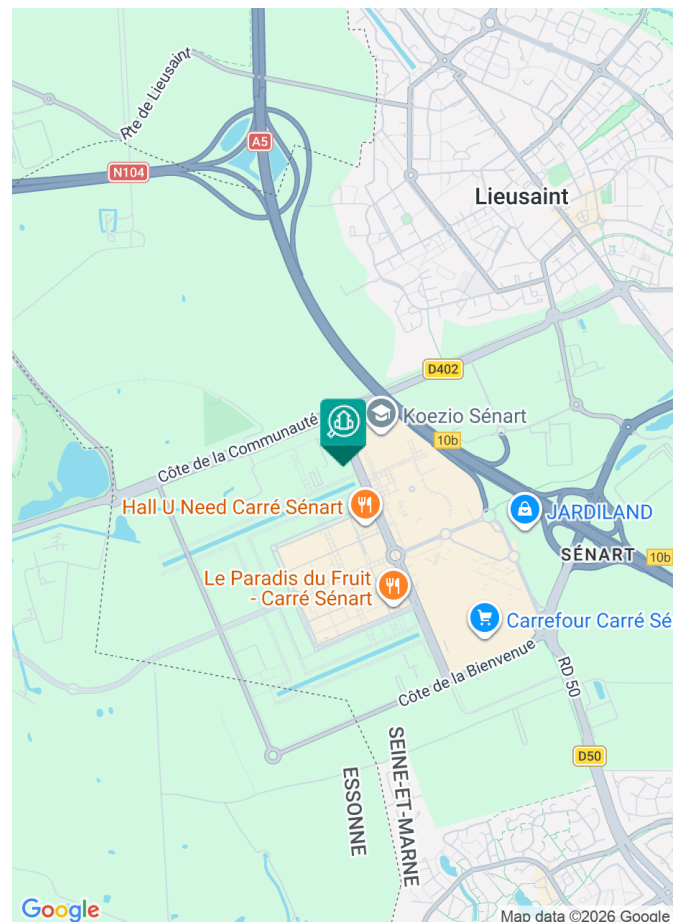 Rte de Lieusaint
A5
N104
Lieusaint
D402
Koezio Sénart
Côte de la Communauté
10b
Hall U Need Carré Sénart
JARDILAND
SÉNART
10b
Le Paradis du Fruit
- Carré Sénart
Carrefour Carré Sé
Côte de la Bienvenue
RD 50
SEINE-ET-MARNE
ESSONNE
D50
Google
Map data ©2026 Google